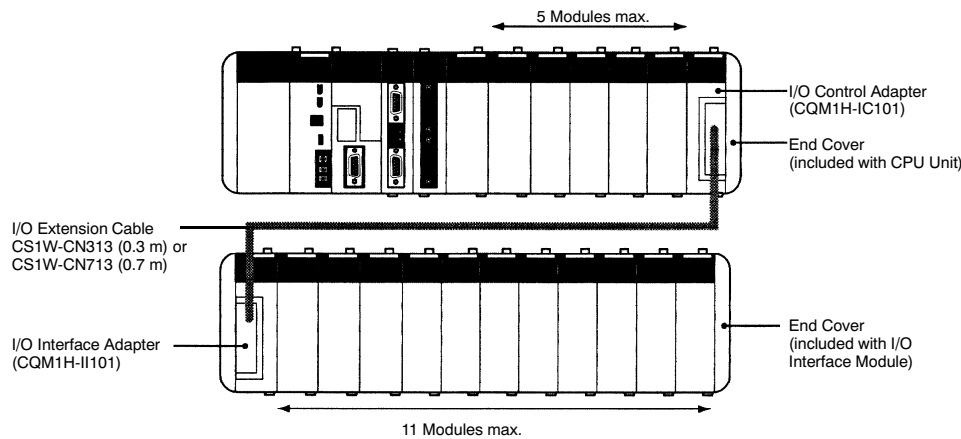 5 Modules max.
I/O Control Adapter
(CQM1H-IC101)
End Cover
(included with CPU Unit)
I/O Extension Cable
CS1W-CN313 (0.3 m) or
CS1W-CN713 (0.7 m)
I/O Interface Adapter
(CQM1H-II101)
End Cover
(included with I/O
Interface Module)
11 Modules max.